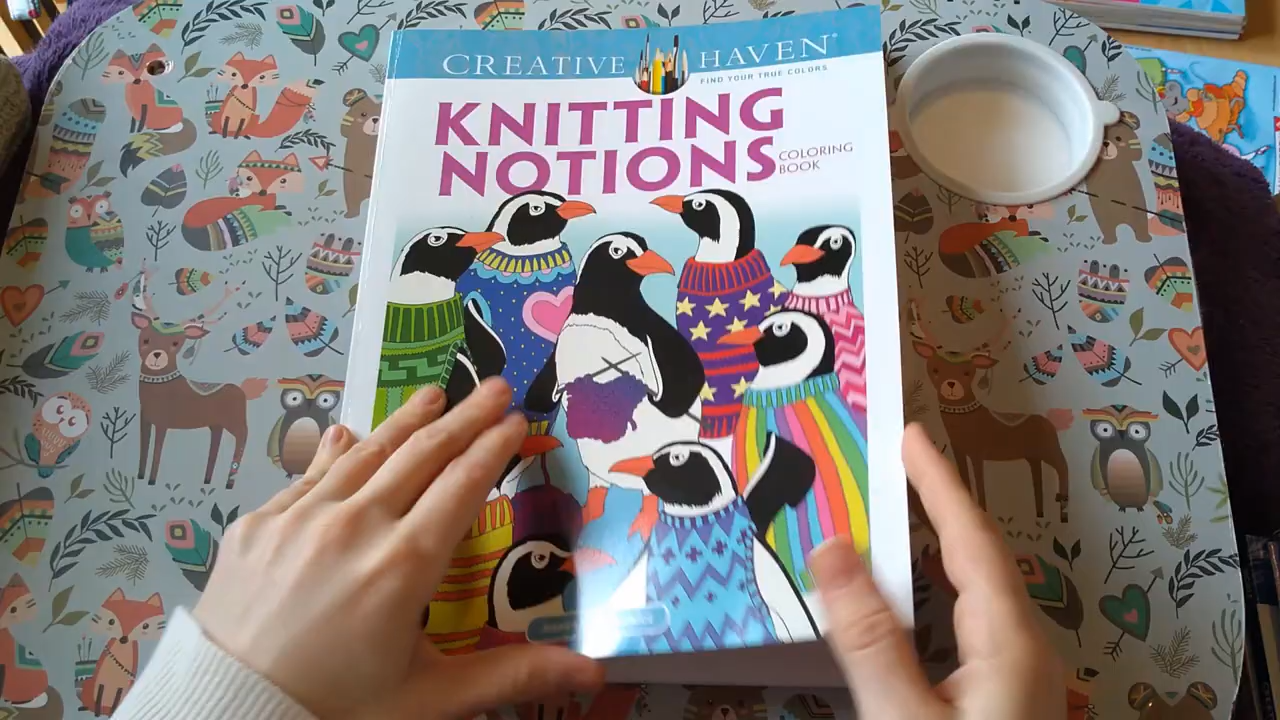 CREATIVE HAVEN®
FIND YOUR TRUE COLORS
KNITTING
NOTIONS
COLORING
BOOK